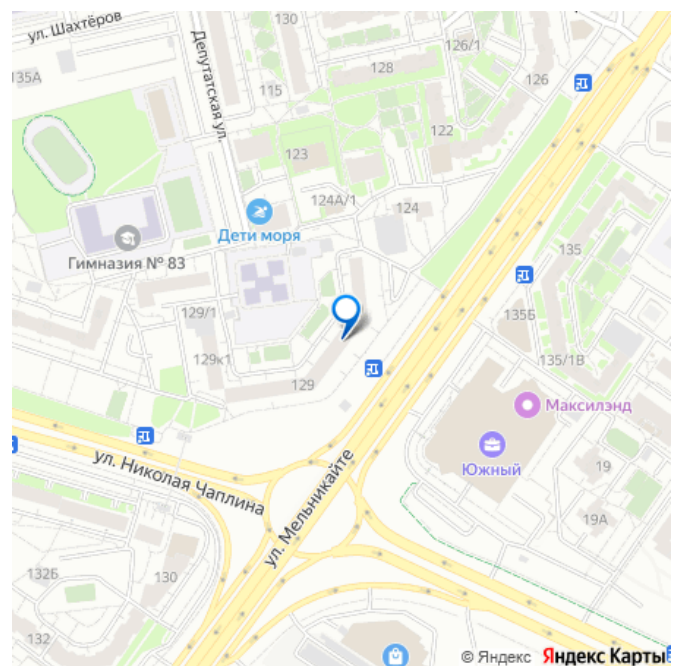 130
ул. Шахтёров
126/1
135А
Депутатская ул.
128
126
115
122
123
124А/1
124
Дети моря
135
Гимназия № 83
129/1
135Б
129к1
135/1В
129
Максилэнд
Южный
ул. Николая Чаплина
ул. Мельникайте
19
19А
132Б
130
132
© Яндекс Яндекс Карты